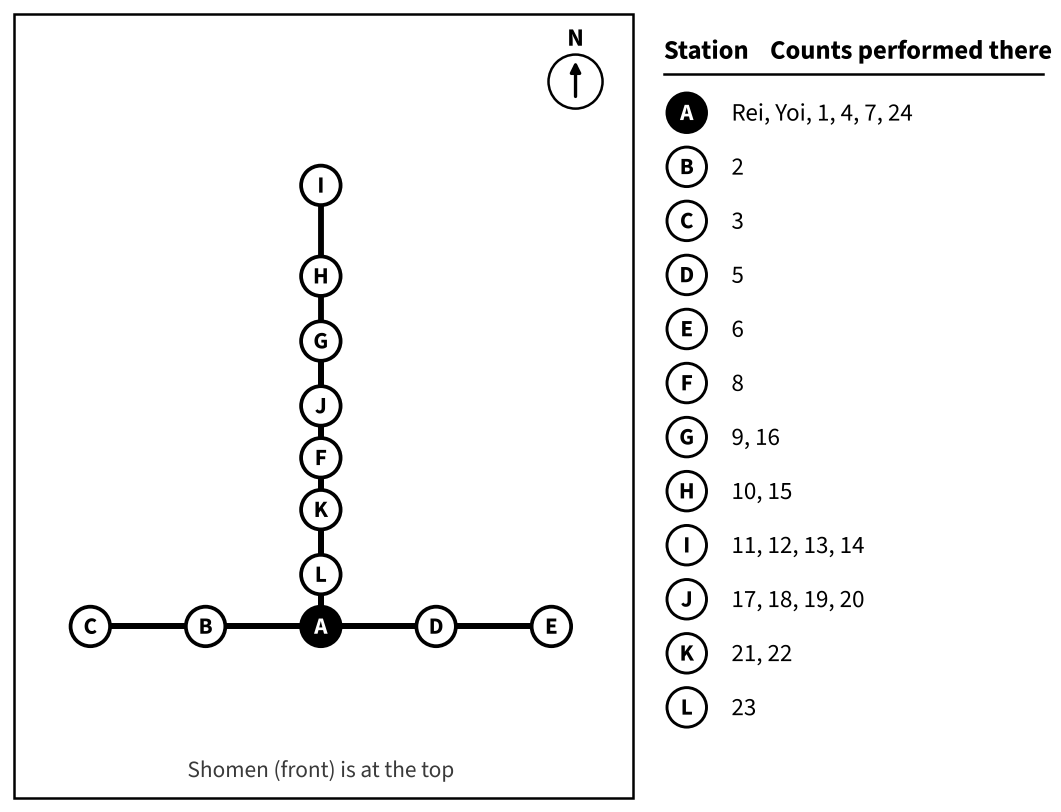 N
I
H
G
J
F
K
L
C B A D E
Shomen (front) is at the top
Station Counts performed there
A Rei, Yoi, 1, 4, 7, 24
B 2
C 3
D 5
E 6
F 8
G 9, 16
H 10, 15
I 11, 12, 13, 14
J 17, 18, 19, 20
K 21, 22
L 23